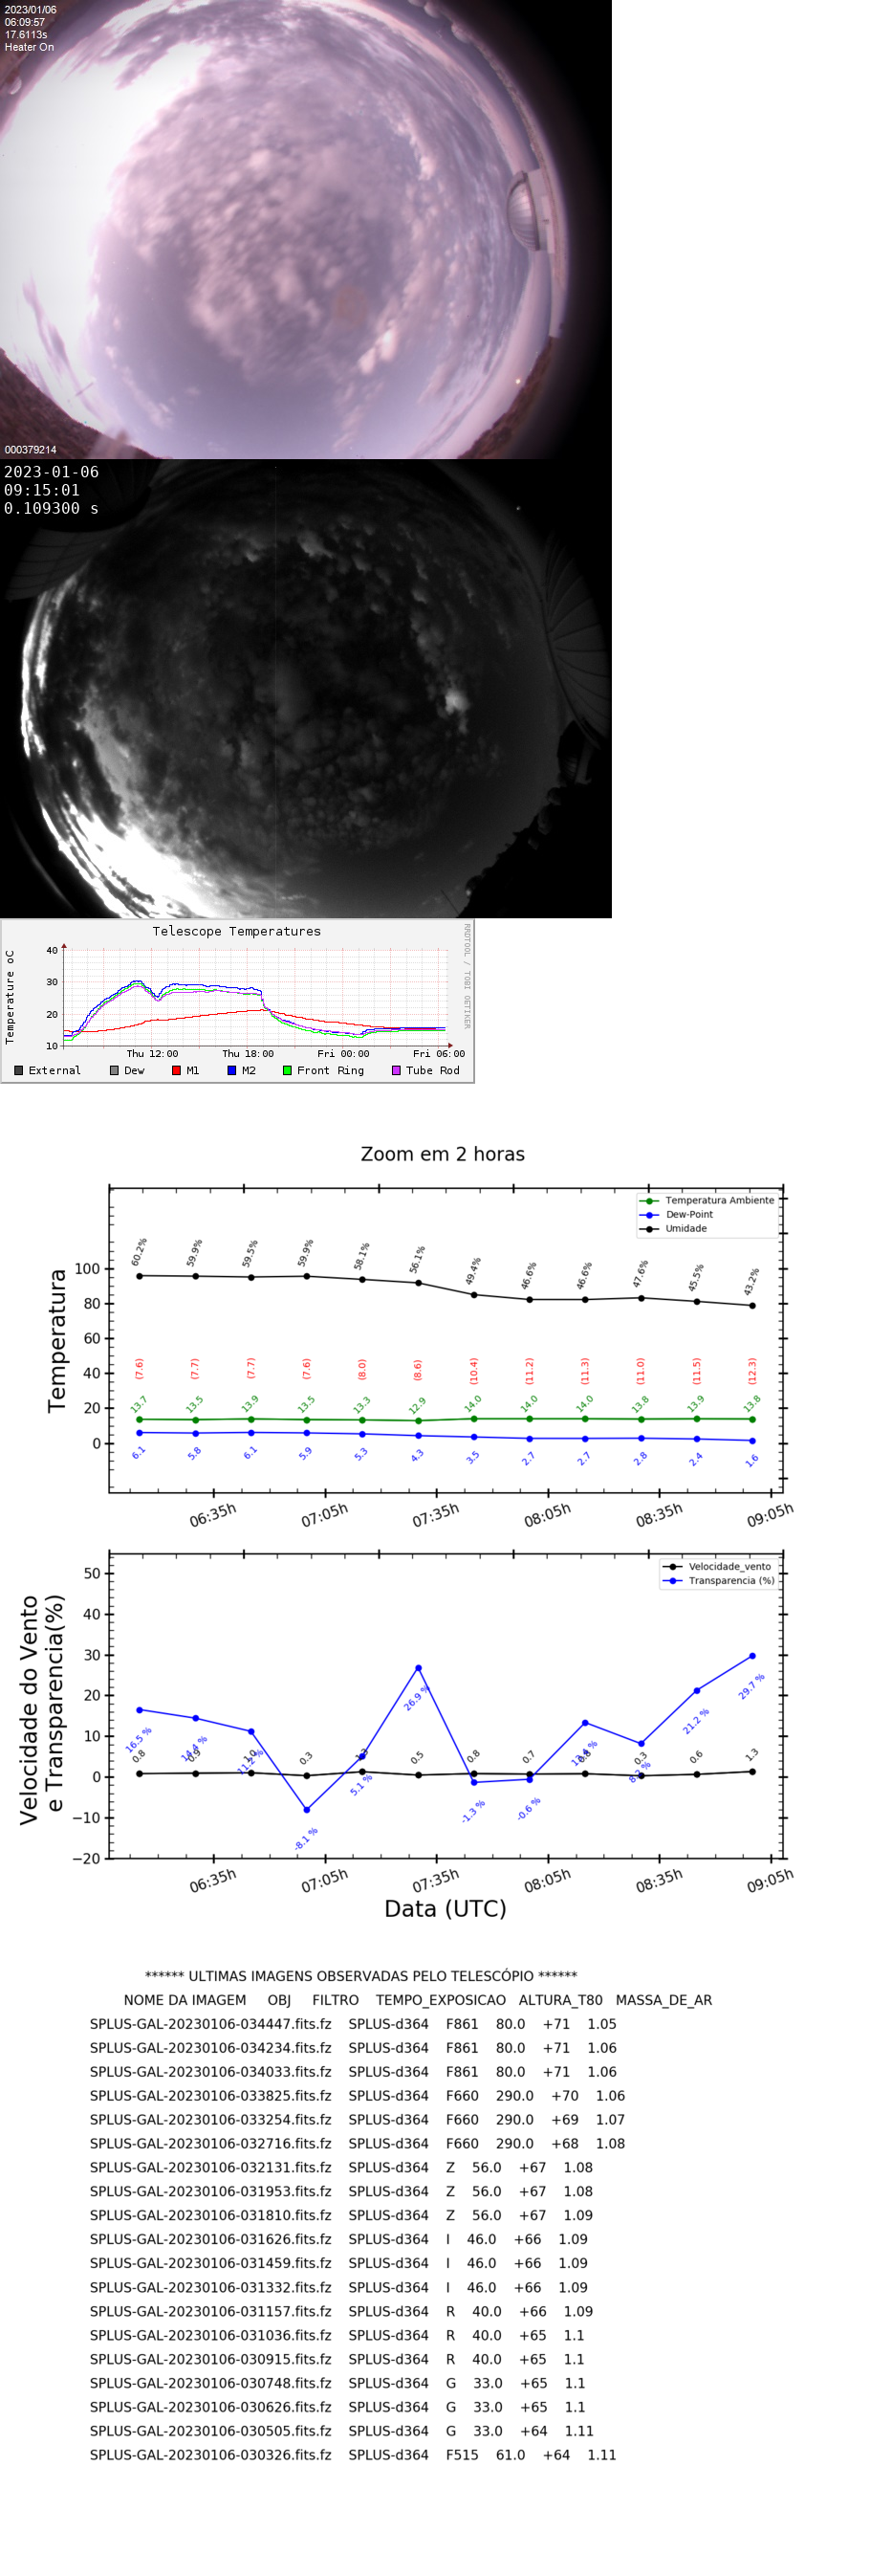 2023/01/06
06:09:57
17.6113s
Heater On
000379214
2023-01-06
09:15:01
0.109300 s
Telescope Temperatures
RRDTOOL / TOBI OETIKER
Temperature oC
40
30
20
10
Thu 12:00 Thu 18:00 Fri 00:00 Fri 06:00
External Dew M1 M2 Front Ring Tube Rod
Zoom em 2 horas
Temperatura Ambiente
Dew-Point
Umidade
Temperatura
100
80
60
40
20
0
60.2% 59.9% 59.5% 59.9% 58.1% 56.1% 49.4% 46.6% 46.6% 47.6% 45.5% 43.2%
(7.6) (7.7) (7.7) (7.6) (8.0) (8.6) (10.4) (11.2) (11.3) (11.0) (11.5) (12.3)
13.7 13.5 13.9 13.5 13.3 12.9 14.0 14.0 14.0 13.8 13.9 13.8
6.1 5.8 6.1 5.9 5.3 4.3 3.5 2.7 2.7 2.8 2.4 1.6
06:35h 07:05h 07:35h 08:05h 08:35h 09:05h
Velocidade_vento
Transparencia (%)
Velocidade do Vento
e Transparencia(%)
50
40
30
20
10
0
−10
−20
16.5 % -8.1 % 5.1 % 26.9 % -1.3 % -0.6 % 21.2 % 29.7 %
0.8 1.0 0.3 0.5 0.8 0.7 0.3 0.6 1.3
06:35h 07:05h 07:35h 08:05h 08:35h 09:05h
Data (UTC)
****** ULTIMAS IMAGENS OBSERVADAS PELO TELESCÓPIO ******
NOME DA IMAGEM OBJ FILTRO TEMPO_EXPOSICAO ALTURA_T80 MASSA_DE_AR
SPLUS-GAL-20230106-034447.fits.fz SPLUS-d364 F861 80.0 +71 1.05
SPLUS-GAL-20230106-034234.fits.fz SPLUS-d364 F861 80.0 +71 1.06
SPLUS-GAL-20230106-034033.fits.fz SPLUS-d364 F861 80.0 +71 1.06
SPLUS-GAL-20230106-033825.fits.fz SPLUS-d364 F660 290.0 +70 1.06
SPLUS-GAL-20230106-033254.fits.fz SPLUS-d364 F660 290.0 +69 1.07
SPLUS-GAL-20230106-032716.fits.fz SPLUS-d364 F660 290.0 +68 1.08
SPLUS-GAL-20230106-032131.fits.fz SPLUS-d364 Z 56.0 +67 1.08
SPLUS-GAL-20230106-031953.fits.fz SPLUS-d364 Z 56.0 +67 1.08
SPLUS-GAL-20230106-031810.fits.fz SPLUS-d364 Z 56.0 +67 1.09
SPLUS-GAL-20230106-031626.fits.fz SPLUS-d364 I 46.0 +66 1.09
SPLUS-GAL-20230106-031459.fits.fz SPLUS-d364 I 46.0 +66 1.09
SPLUS-GAL-20230106-031332.fits.fz SPLUS-d364 I 46.0 +66 1.09
SPLUS-GAL-20230106-031157.fits.fz SPLUS-d364 R 40.0 +66 1.09
SPLUS-GAL-20230106-031036.fits.fz SPLUS-d364 R 40.0 +65 1.1
SPLUS-GAL-20230106-030915.fits.fz SPLUS-d364 R 40.0 +65 1.1
SPLUS-GAL-20230106-030748.fits.fz SPLUS-d364 G 33.0 +65 1.1
SPLUS-GAL-20230106-030626.fits.fz SPLUS-d364 G 33.0 +65 1.1
SPLUS-GAL-20230106-030505.fits.fz SPLUS-d364 G 33.0 +64 1.11
SPLUS-GAL-20230106-030326.fits.fz SPLUS-d364 F515 61.0 +64 1.11